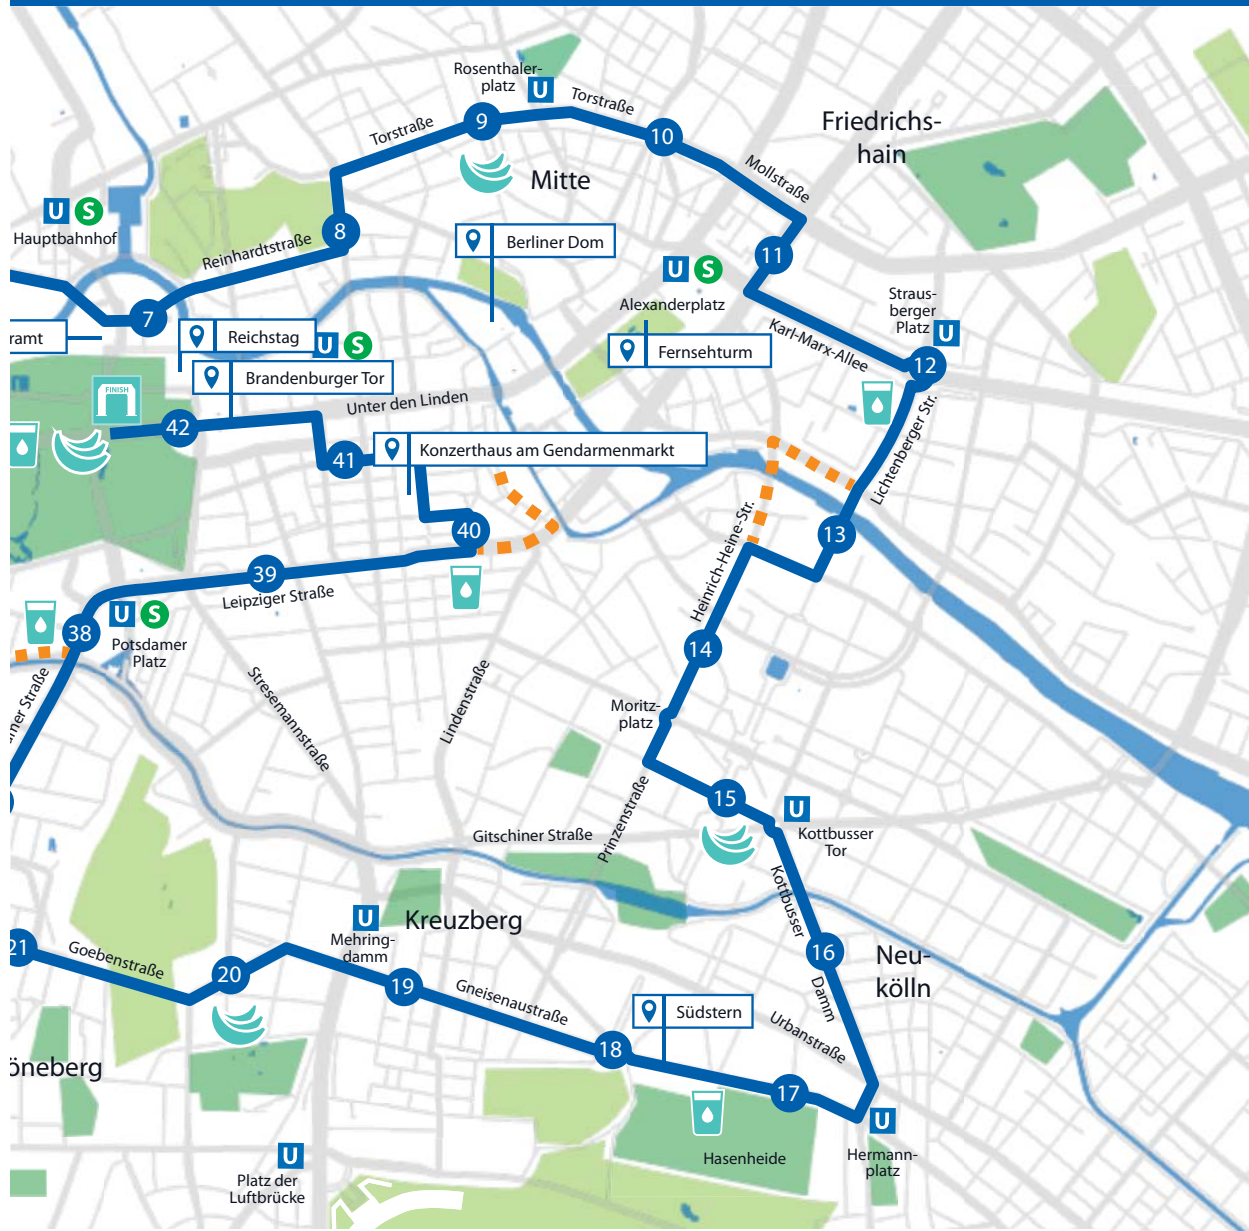 Rosenthaler-
platz
U
Torstraße
9
Torstraße
10
Friedrichs-
hain
Mollstraße
Mitte
U S
Hauptbahnhof
8
Reinhardtstraße
Berliner Dom
11
U S
Alexanderplatz
Straus-
berger
Platz
U
7
ramt
Reichstag
U S
Fernsehturm
Karl-Marx-Allee
12
Brandenburger Tor
FINISH
Unter den Linden
42
41
Konzerthaus am Gendarmenmarkt
Lichtenberger Str.
40
13
Heinrich-Heine-Str.
39
Leipziger Straße
38
U S
Potsdamer
Platz
14
Stresemannstraße
Lindenstraße
Moritz-
platz
mer Straße
15
U
Kottbusser
Tor
Prinzenstraße
Gitschiner Straße
Kottbusser
Damm
U
Mehring-
damm
Kreuzberg
21
Goebenstraße
20
19
Gneisenaustraße
16
Neu-
kölln
Südstern
Urbanstraße
18
17
öneberg
U
Hermann-
platz
Hasenheide
U
Platz der
Luftbrücke